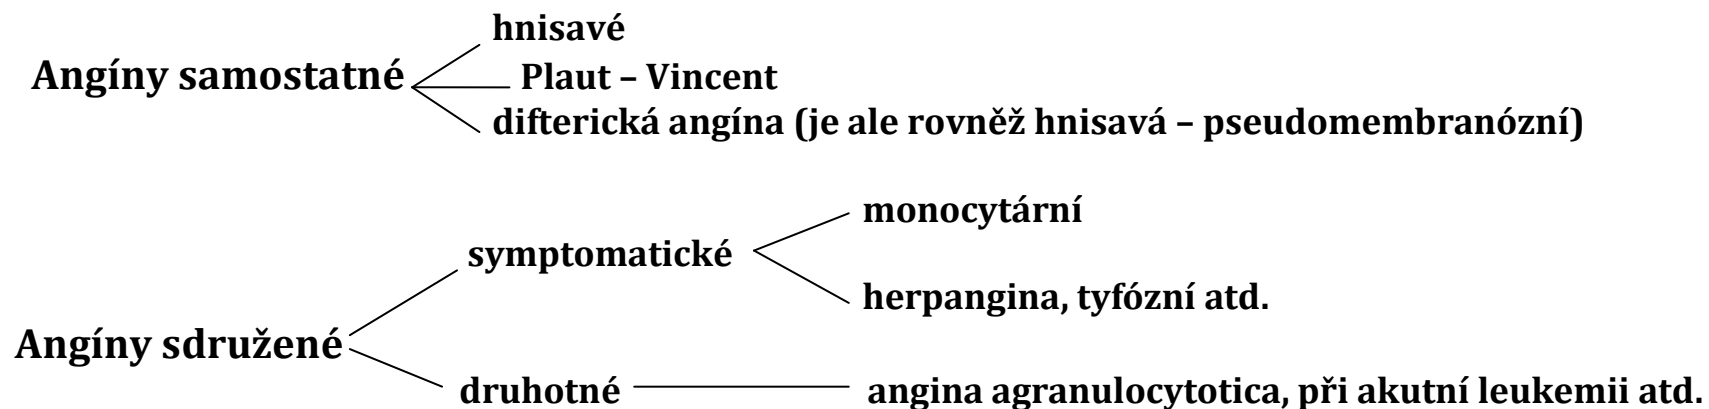 hnisavé
Angíny samostatné
Plaut – Vincent
difterická angína (je ale rovněž hnisavá – pseudomembranózní)
monocytární
symptomatické
herpangina, tyfózní atd.
Angíny sdružené
druhotné
angina agranulocytotica, při akutní leukemii atd.